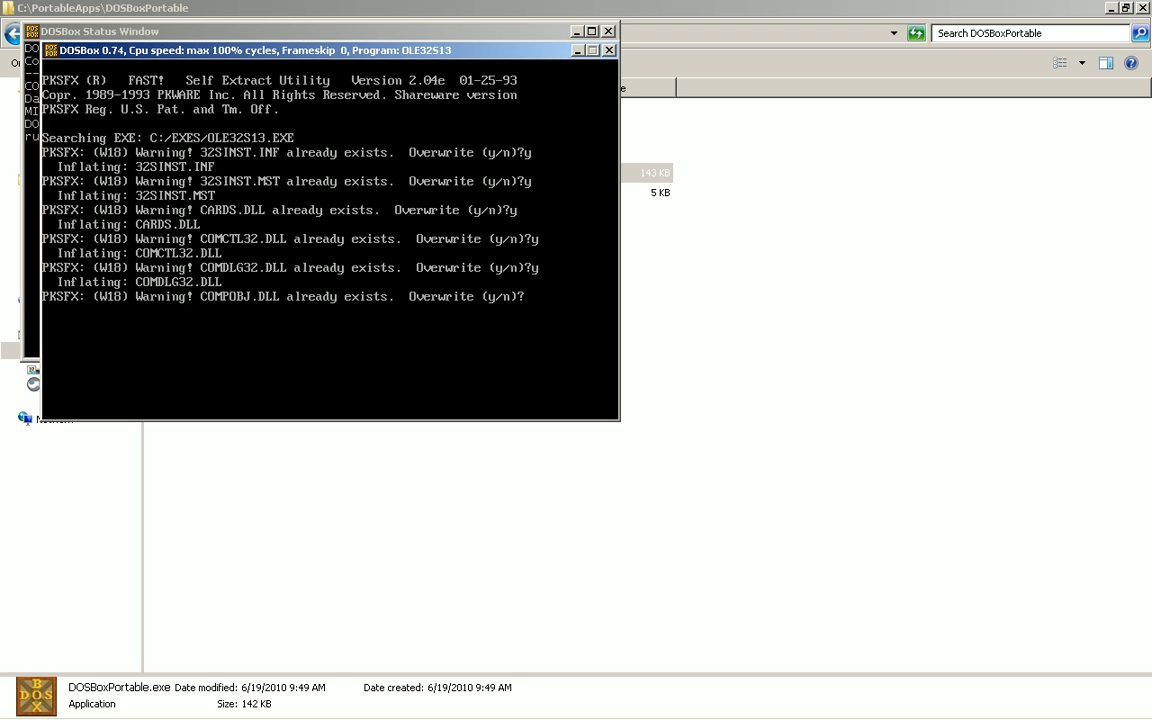 C:\PortableApps\DOSBoxPortable
DOSBox Status Window
Search DOSBoxPortable
DOSBox 0.74, Cpu speed: max 100% cycles, Frameskip 0, Program: OLE32S13
PKSFX (R) FAST! Self Extract Utility Version 2.04e 01-25-93
Copr. 1989-1993 PKWARE Inc. All Rights Reserved. Shareware version
PKSFX Reg. U.S. Pat. and Tm. Off.
Searching EXE: C:/EXES/OLE32S13.EXE
PKSFX: (W18) Warning! 32SINST.INF already exists. Overwrite (y/n)?y
Inflating: 32SINST.INF
143 KB
PKSFX: (W18) Warning! 32SINST.MST already exists. Overwrite (y/n)?y
5 KB
Inflating: 32SINST.MST
PKSFX: (W18) Warning! CARDS.DLL already exists. Overwrite (y/n)?y
Inflating: CARDS.DLL
PKSFX: (W18) Warning! COMCTL32.DLL already exists. Overwrite (y/n)?y
Inflating: COMCTL32.DLL
PKSFX: (W18) Warning! COMDLG32.DLL already exists. Overwrite (y/n)?y
Inflating: COMDLG32.DLL
PKSFX: (W18) Warning! COMPOBJ.DLL already exists. Overwrite (y/n)?
DOSBoxPortable.exe Date modified: 6/19/2010 9:49 AM Date created: 6/19/2010 9:49 AM
Application Size: 142 KB